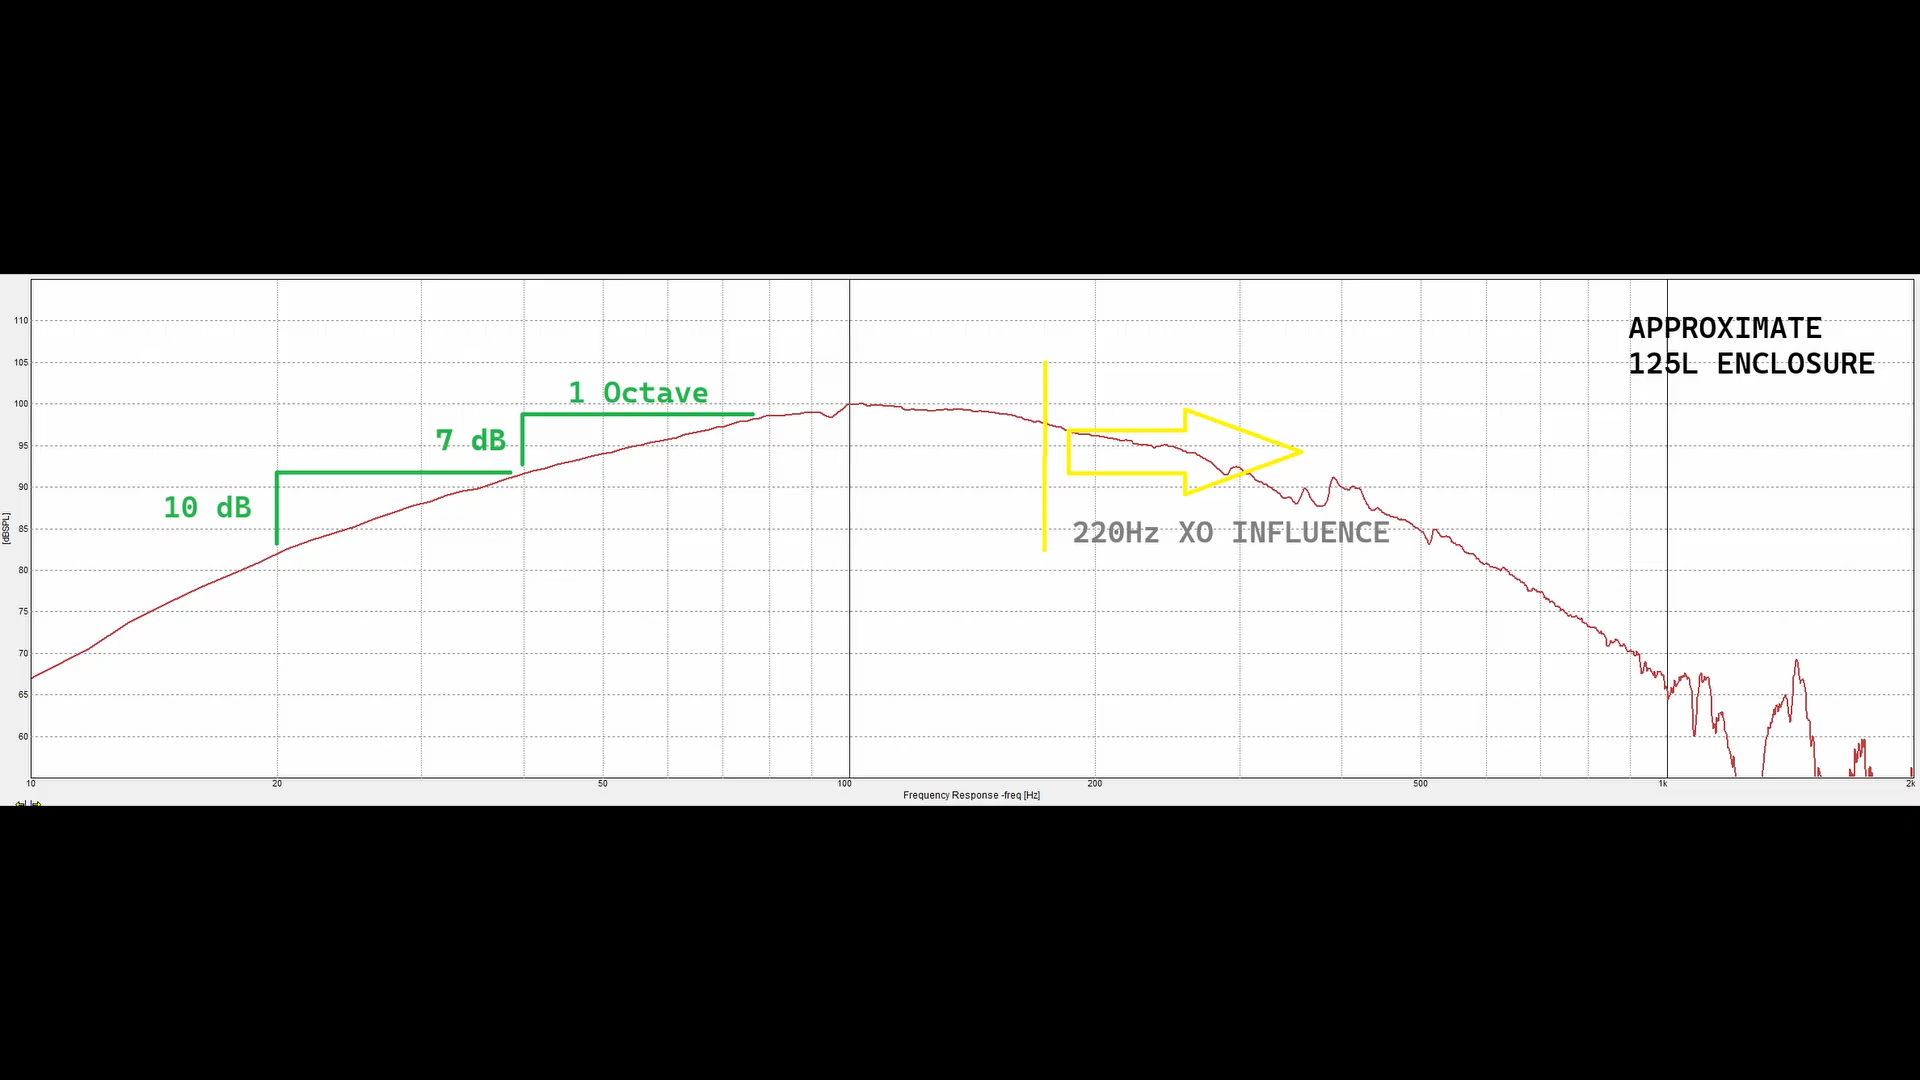 APPROXIMATE
125L ENCLOSURE
1 Octave
7 dB
10 dB
220Hz XO INFLUENCE
110
105
100
95
90
85
80
75
70
65
60
[dBSPL]
10 20 50 100 200 500 1k 2k
Frequency Response -freq [Hz]